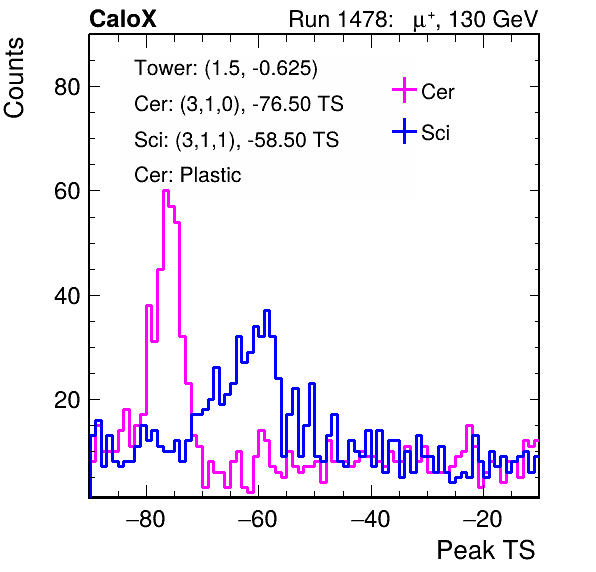 CaloX Run 1478: μ⁺, 130 GeV
Counts
Tower: (1.5, -0.625)
Cer: (3,1,0), -76.50 TS
Sci: (3,1,1), -58.50 TS
Cer: Plastic
Cer
Sci
80
60
40
20
−80 −60 −40 −20
Peak TS